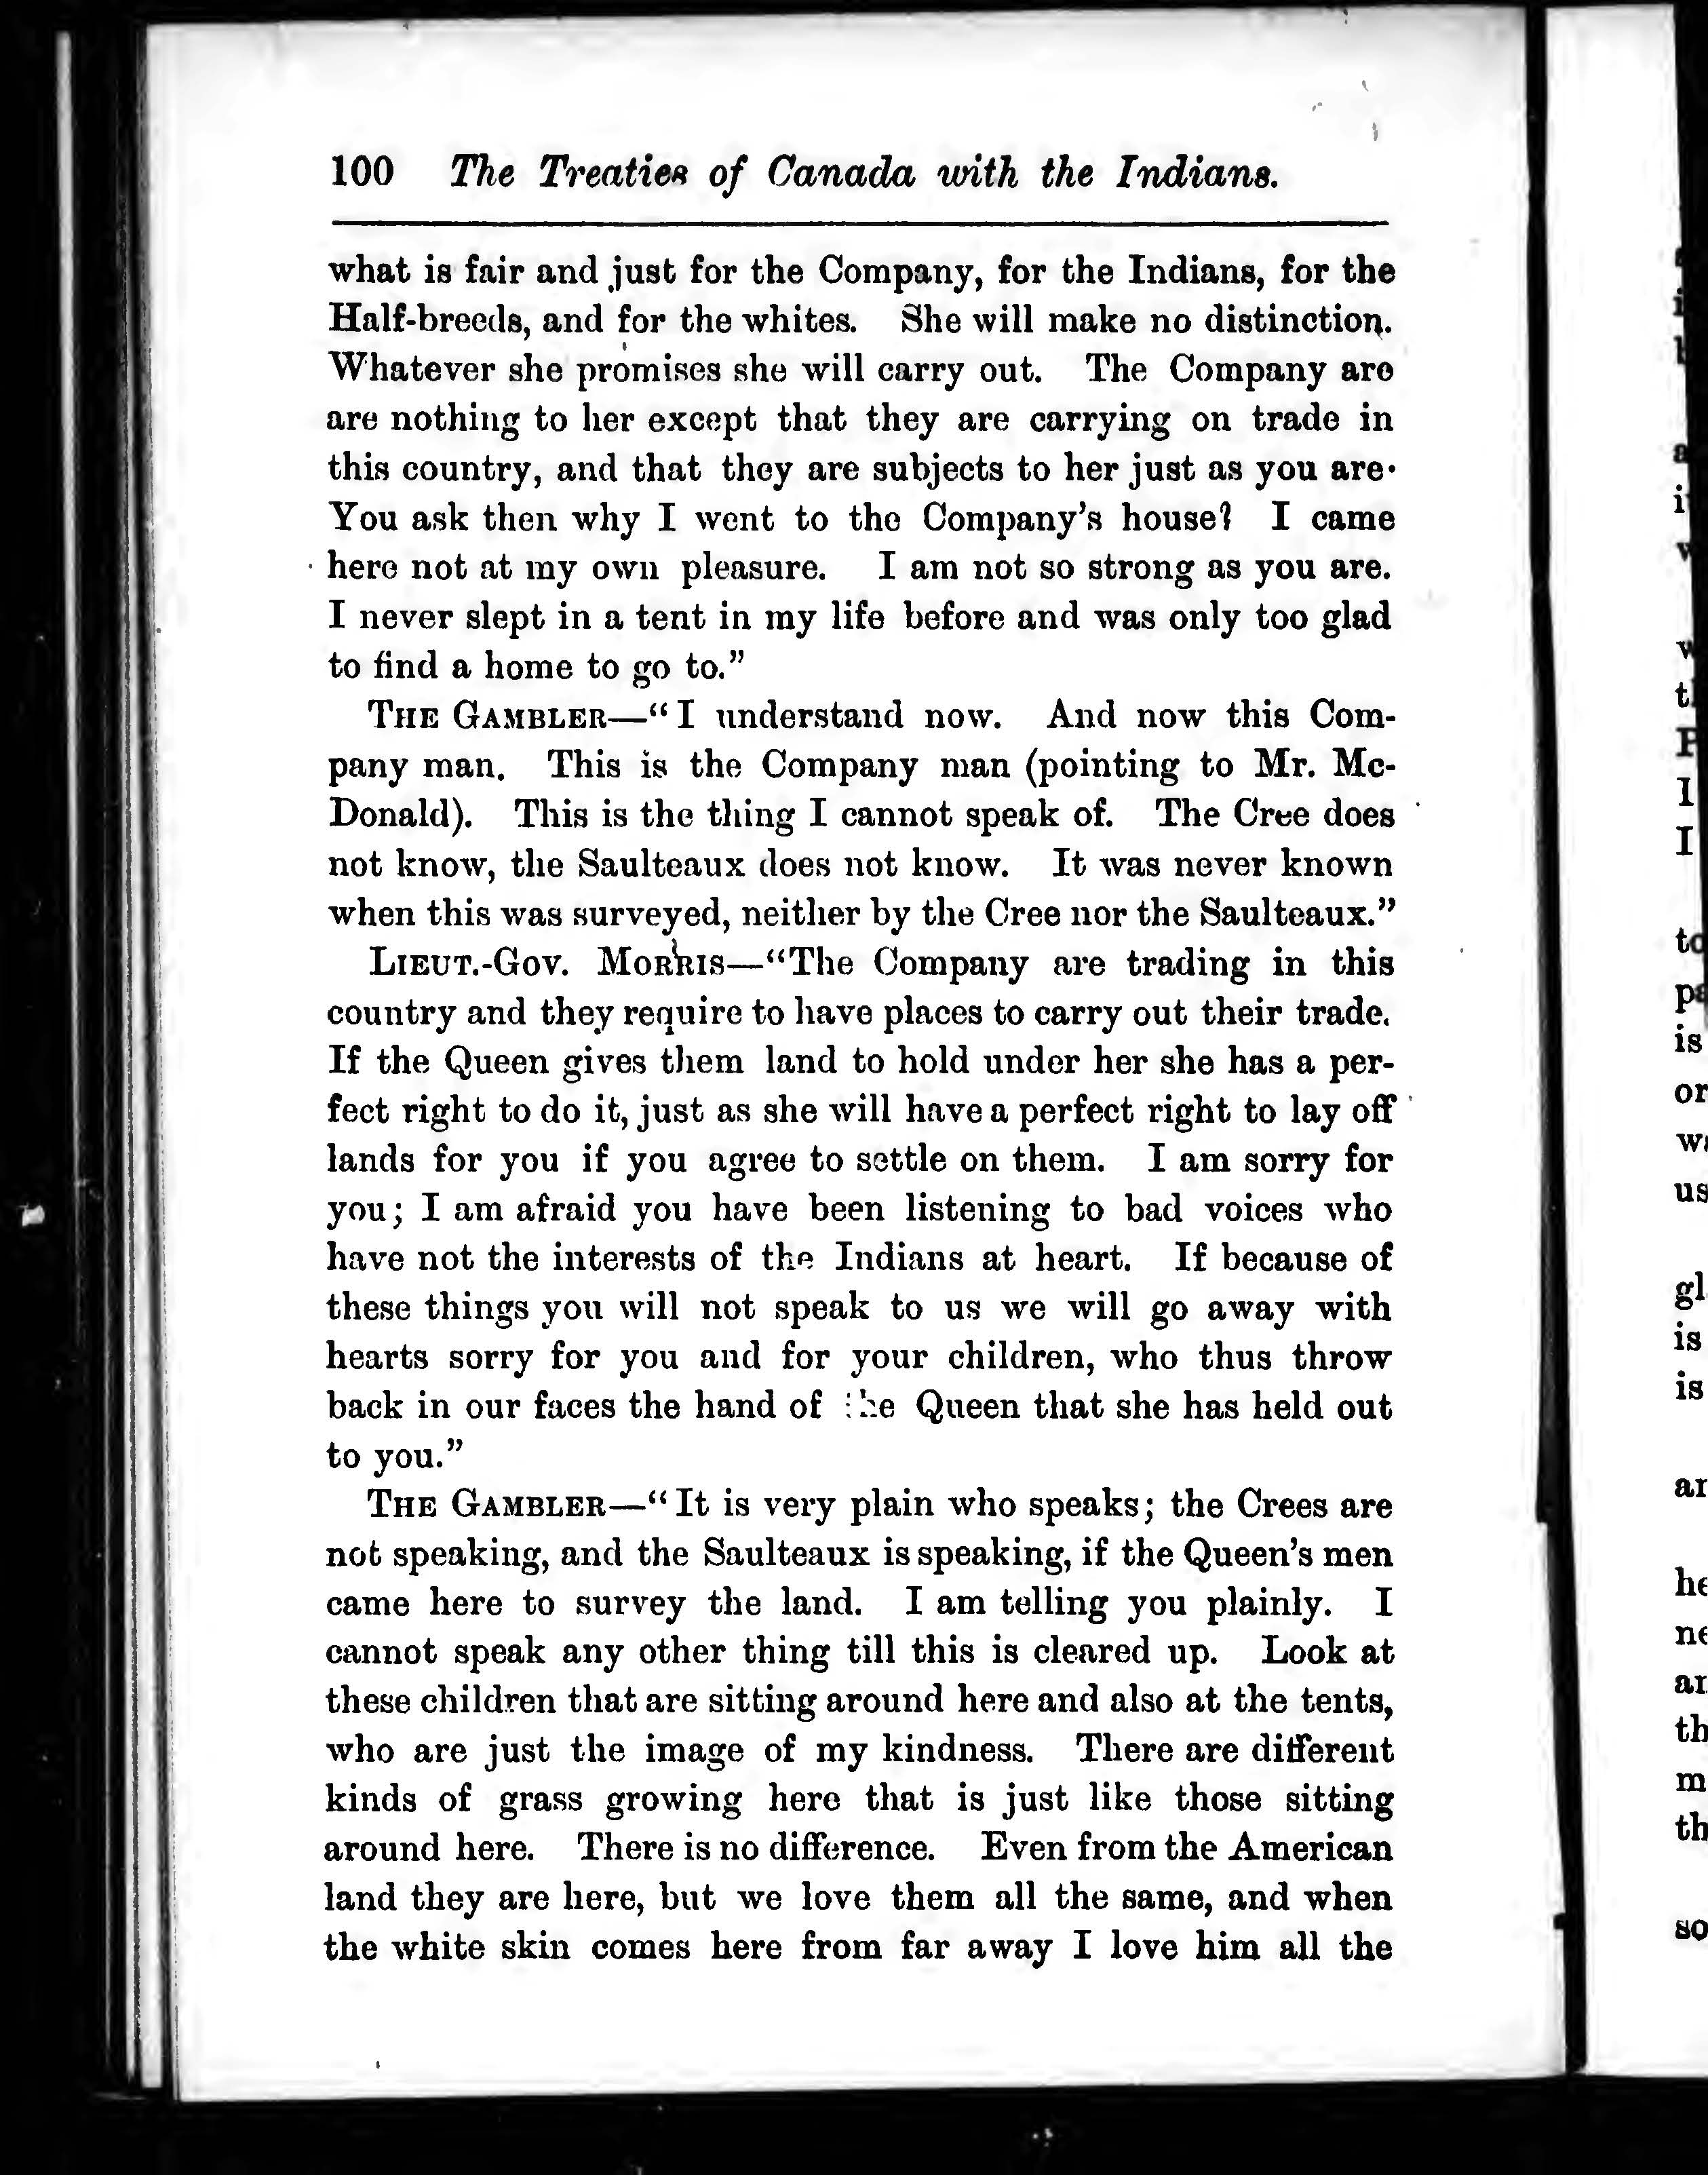 100 The Treaties of Canada with the Indians.
what is fair and just for the Company, for the Indians, for the
Half-breeds, and for the whites. She will make no distinction.
Whatever she promises she will carry out. The Company are
are nothing to her except that they are carrying on trade in
this country, and that they are subjects to her just as you are.
You ask then why I went to the Company's house? I came
here not at my own pleasure. I am not so strong as you are.
I never slept in a tent in my life before and was only too glad
to find a home to go to."
THE GAMBLER—"I understand now. And now this Com-
pany man. This is the Company man (pointing to Mr. Mc-
Donald). This is the thing I cannot speak of. The Cree does
not know, the Saulteaux does not know. It was never known
when this was surveyed, neither by the Cree nor the Saulteaux."
LIEUT.-GOV. MORRIS—"The Company are trading in this
country and they require to have places to carry out their trade.
If the Queen gives them land to hold under her she has a per-
fect right to do it, just as she will have a perfect right to lay off
lands for you if you agree to settle on them. I am sorry for
you; I am afraid you have been listening to bad voices who
have not the interests of the Indians at heart. If because of
these things you will not speak to us we will go away with
hearts sorry for you and for your children, who thus throw
back in our faces the hand of the Queen that she has held out
to you."
THE GAMBLER—"It is very plain who speaks; the Crees are
not speaking, and the Saulteaux is speaking, if the Queen's men
came here to survey the land. I am telling you plainly. I
cannot speak any other thing till this is cleared up. Look at
these children that are sitting around here and also at the tents,
who are just the image of my kindness. There are different
kinds of grass growing here that is just like those sitting
around here. There is no difference. Even from the American
land they are here, but we love them all the same, and when
the white skin comes here from far away I love him all the